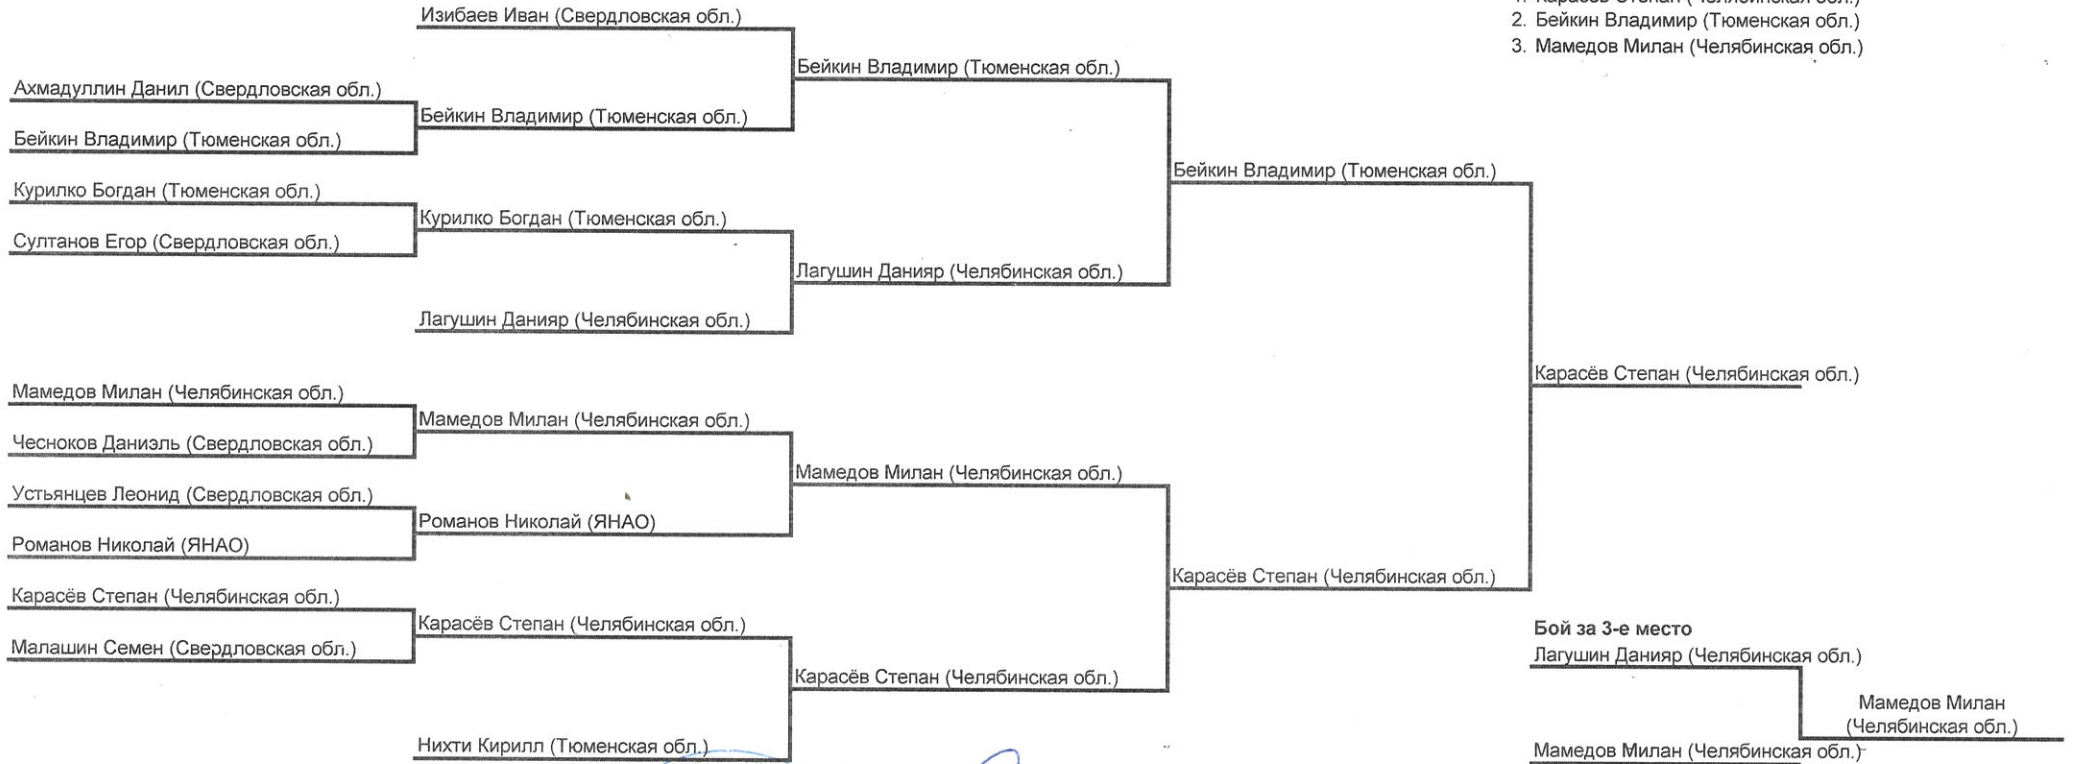 Изибаев Иван (Свердловская обл.)
1. Карасёв Степан (Челябинская обл.)
2. Бейкин Владимир (Тюменская обл.)
3. Мамедов Милан (Челябинская обл.)
Бейкин Владимир (Тюменская обл.)
Ахмадуллин Данил (Свердловская обл.)
Бейкин Владимир (Тюменская обл.)
Бейкин Владимир (Тюменская обл.)
Бейкин Владимир (Тюменская обл.)
Курилко Богдан (Тюменская обл.)
Курилко Богдан (Тюменская обл.)
Султанов Егор (Свердловская обл.)
Лагушин Данияр (Челябинская обл.)
Лагушин Данияр (Челябинская обл.)
Карасёв Степан (Челябинская обл.)
Мамедов Милан (Челябинская обл.)
Мамедов Милан (Челябинская обл.)
Чесноков Даниэль (Свердловская обл.)
Мамедов Милан (Челябинская обл.)
Устьянцев Леонид (Свердловская обл.)
Романов Николай (ЯНАО)
Романов Николай (ЯНАО)
Карасёв Степан (Челябинская обл.)
Карасёв Степан (Челябинская обл.)
Карасёв Степан (Челябинская обл.)
Малашин Семен (Свердловская обл.)
Карасёв Степан (Челябинская обл.)
Нихти Кирилл (Тюменская обл.)
Бой за 3-е место
Лагушин Данияр (Челябинская обл.)
Мамедов Милан
(Челябинская обл.)
Мамедов Милан (Челябинская обл.)